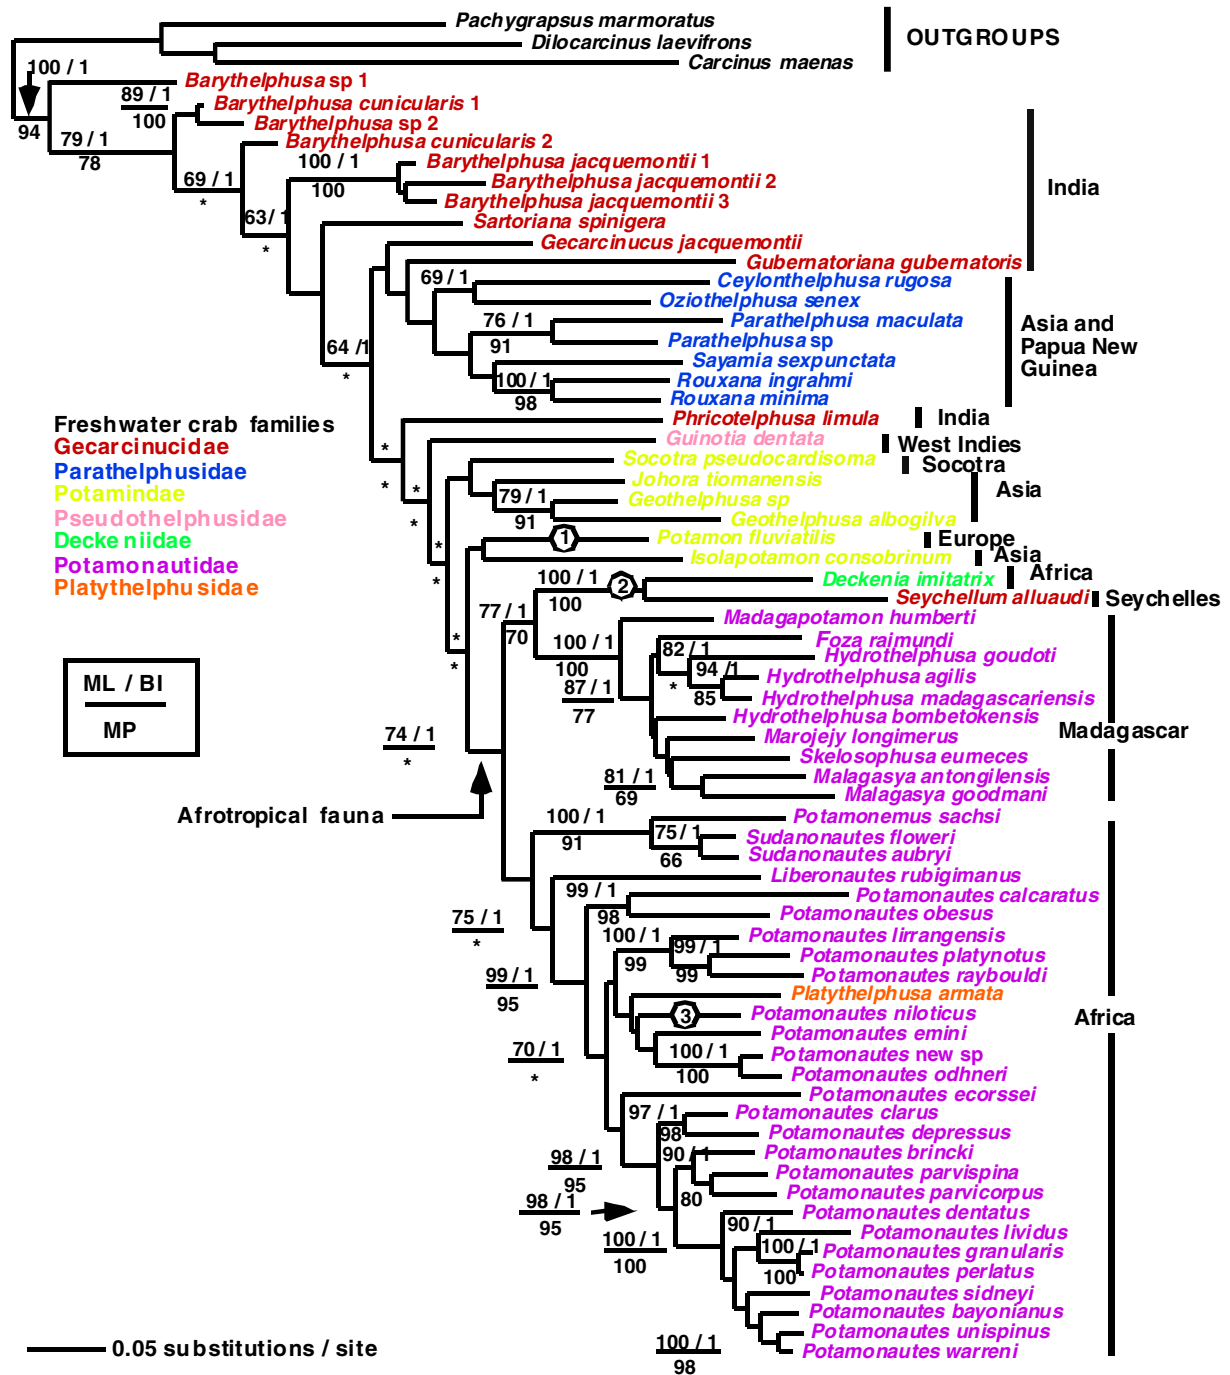 Pachygrapsus marmoratus
Dilocarcinus laevifrons
Carcinus maenas
OUTGROUPS
100 / 1
94
Barythelphusa sp 1
89 / 1
100
Barythelphusa cunicularis 1
Barythelphusa sp 2
79 / 1
78
Barythelphusa cunicularis 2
69 / 1
*
100 / 1
100
Barythelphusa jacquemontii 1
Barythelphusa jacquemontii 2
Barythelphusa jacquemontii 3
India
63/ 1
*
Sartoriana spinigera
Gecarcinucus jacquemontii
Gubernatoriana gubernatoris
69 / 1
Ceylonthelphusa rugosa
Oziothelphusa senex
76 / 1
91
Parathelphusa maculata
Parathelphusa sp
Asia and
Papua New
Guinea
64 /1
*
Sayamia sexpunctata
100 / 1
98
Rouxana ingrahmi
Rouxana minima
Phricotelphusa limula
India
Freshwater crab families
Gecarcinucidae
Parathelphusidae
Potamindae
Pseudothelphusidae
Deckeniidae
Potamonautidae
Platythelphusidae
*
*
Guinotia dentata
West Indies
*
*
Socotra pseudocardisoma
Socotra
Johora tiomanensis
79 / 1
91
Geothelphusa sp
Geothelphusa albogilva
Asia
*
*
1
Potamon fluviatilis
Europe
Isolapotamon consobrinum
Asia
100 / 1
100
2
Deckenia imitatrix
Africa
Seychellum alluaudi
Seychelles
77 / 1
70
*
*
Madagapotamon humberti
100 / 1
100
Foza raimundi
82 / 1
*
Hydrothelphusa goudoti
94 /1
85
Hydrothelphusa agilis
Hydrothelphusa madagascariensis
87 / 1
77
Hydrothelphusa bombetokensis
Marojejy longimerus
Madagascar
Skelosophusa eumeces
81 / 1
69
Malagasya antongilensis
Malagasya goodmani
ML / BI
MP
74 / 1
*
Afrotropical fauna
100 / 1
91
Potamonemus sachsi
75 / 1
66
Sudanonautes floweri
Sudanonautes aubryi
Liberonautes rubigimanus
75 / 1
*
99 / 1
98
Potamonautes calcaratus
Potamonautes obesus
100 / 1
99
Potamonautes lirrangensis
99 / 1
99
Potamonautes platynotus
Potamonautes raybouldi
99 / 1
95
Platythelphusa armata
3
Potamonautes niloticus
Africa
Potamonautes emini
70 / 1
*
100 / 1
100
Potamonautes new sp
Potamonautes odhneri
Potamonautes ecorssei
97 / 1
98
Potamonautes clarus
Potamonautes depressus
98 / 1
95
90 / 1
80
Potamonautes brincki
Potamonautes parvispina
Potamonautes parvicorpus
98 / 1
95
Potamonautes dentatus
90 / 1
Potamonautes lividus
100 / 1
100
100 / 1
100
Potamonautes granularis
Potamonautes perlatus
Potamonautes sidneyi
Potamonautes bayonianus
Potamonautes unispinus
100 / 1
98
Potamonautes warreni
0.05 substitutions / site